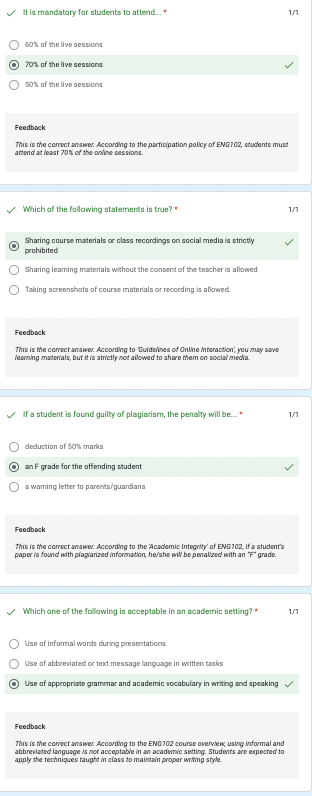 It is mandatory for students to attend... * 1/1
60% of the live sessions
70% of the live sessions
50% of the live sessions
Feedback
This is the correct answer. According to the participation policy of ENG102, students must
attend at least 70% of the online sessions.
Which of the following statements is true? * 1/1
Sharing course materials or class recordings on social media is strictly
prohibited
Sharing learning materials without the consent of the teacher is allowed
Taking screenshots of course materials or recording is allowed.
Feedback
This is the correct answer. According to 'Guidelines of Online Interaction', you may save
learning materials, but it is strictly not allowed to share them on social media.
If a student is found guilty of plagiarism, the penalty will be... * 1/1
deduction of 50% marks
an F grade for the offending student
a warning letter to parents/guardians
Feedback
This is the correct answer. According to the 'Academic Integrity' of ENG102, if a student's
paper is found with plagiarized information, he/she will be penalized with an "F" grade.
Which one of the following is acceptable in an academic setting? * 1/1
Use of informal words during presentations
Use of abbreviated or text message language in written tasks
Use of appropriate grammar and academic vocabulary in writing and speaking
Feedback
This is the correct answer. According to the ENG102 course overview, using informal and
abbreviated language is not acceptable in an academic setting. Students are expected to
apply the techniques taught in class to maintain proper writing style.